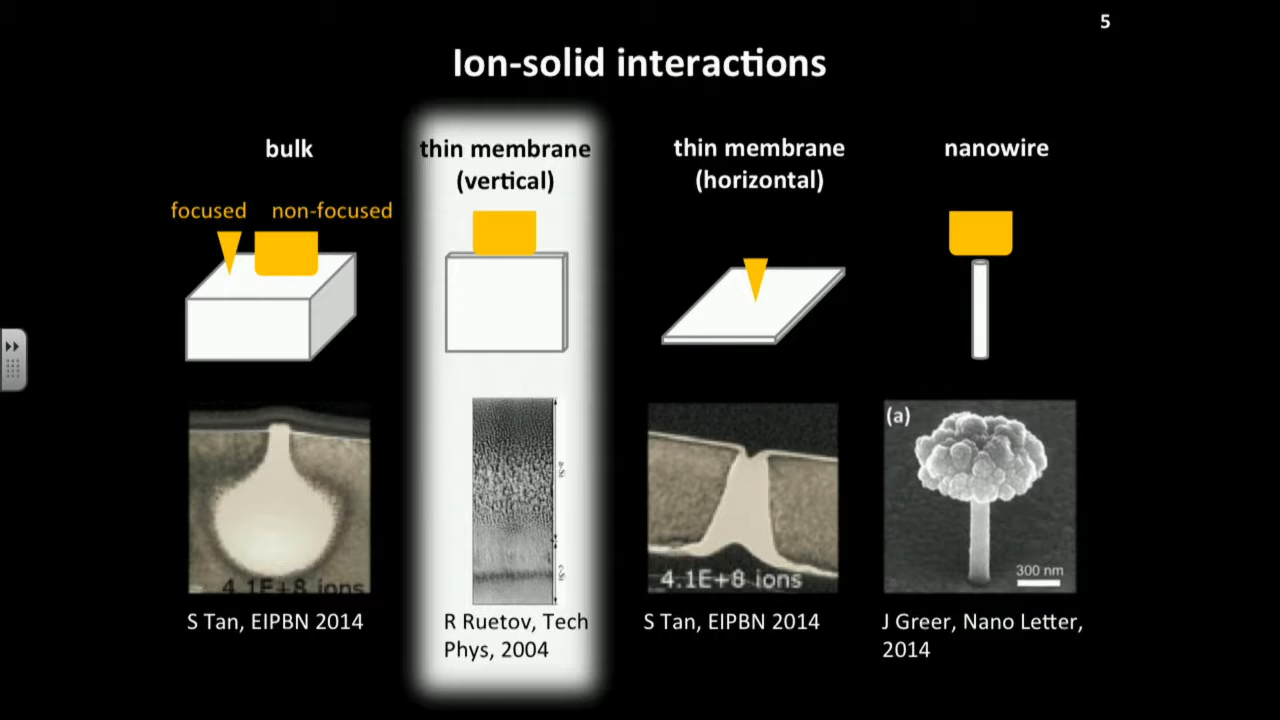 5
Ion-solid interactions
bulk
thin membrane
(vertical)
thin membrane
(horizontal)
nanowire
focused
non-focused
(a)
a-Si
c-Si
4.1E+8 ions
4.1E+8 ions
300 nm
S Tan, EIPBN 2014
R Ruetov, Tech
Phys, 2004
S Tan, EIPBN 2014
J Greer, Nano Letter,
2014